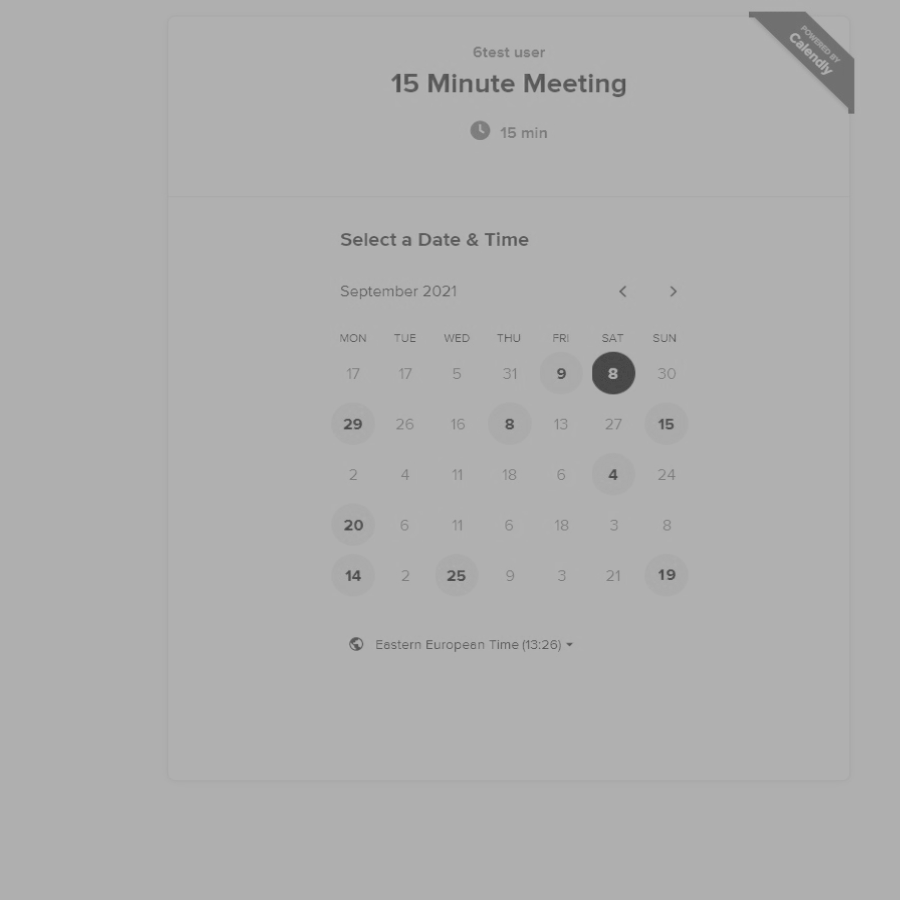 POWERED BY
Calendly
6test user
15 Minute Meeting
15 min
Select a Date & Time
September 2021
MON TUE WED THU FRI SAT SUN
17 17 5 31 9 8 30
29 26 16 8 13 27 15
2 4 11 18 6 4 24
20 6 11 6 18 3 8
14 2 25 9 3 21 19
Eastern European Time (13:26)